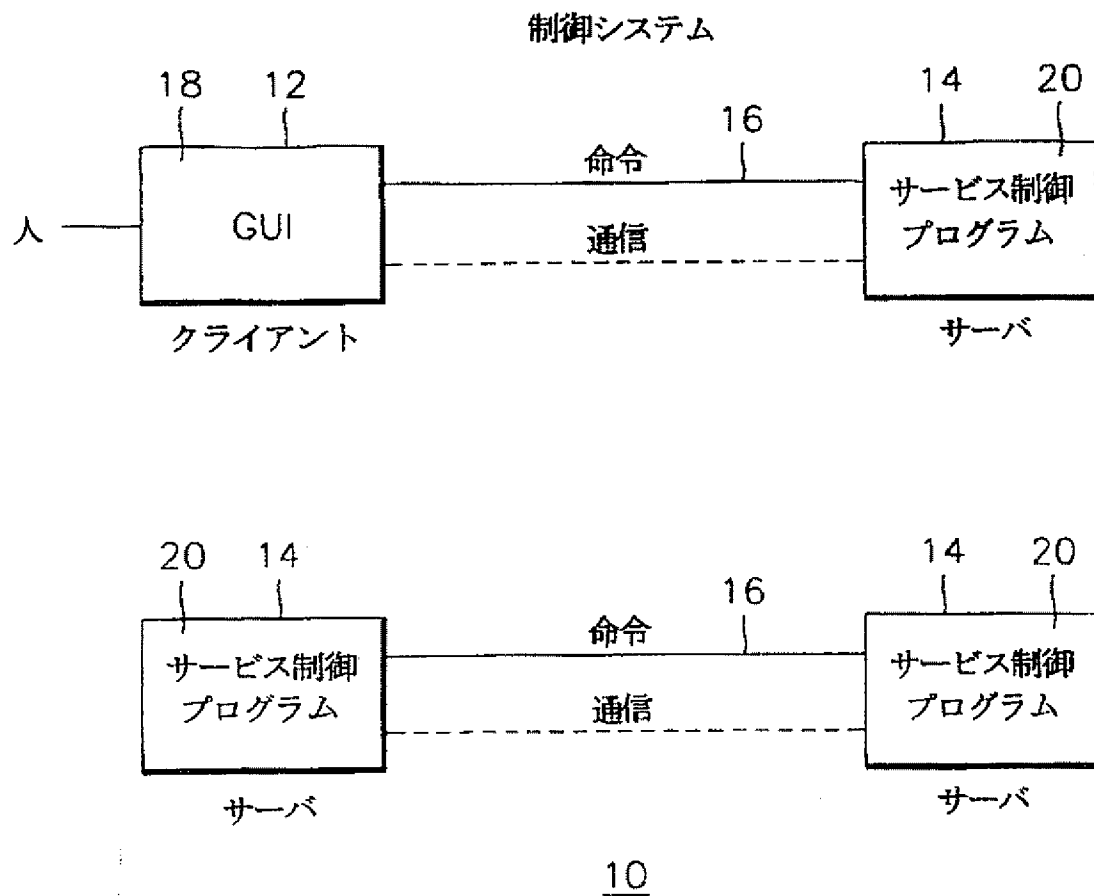 制御システム
18
12
14
20
人
GUI
命令
16
通信
サービス制御
プログラム
クライアント
サーバ
20
14
14
20
サービス制御
プログラム
命令
16
通信
サービス制御
プログラム
サーバ
サーバ
10